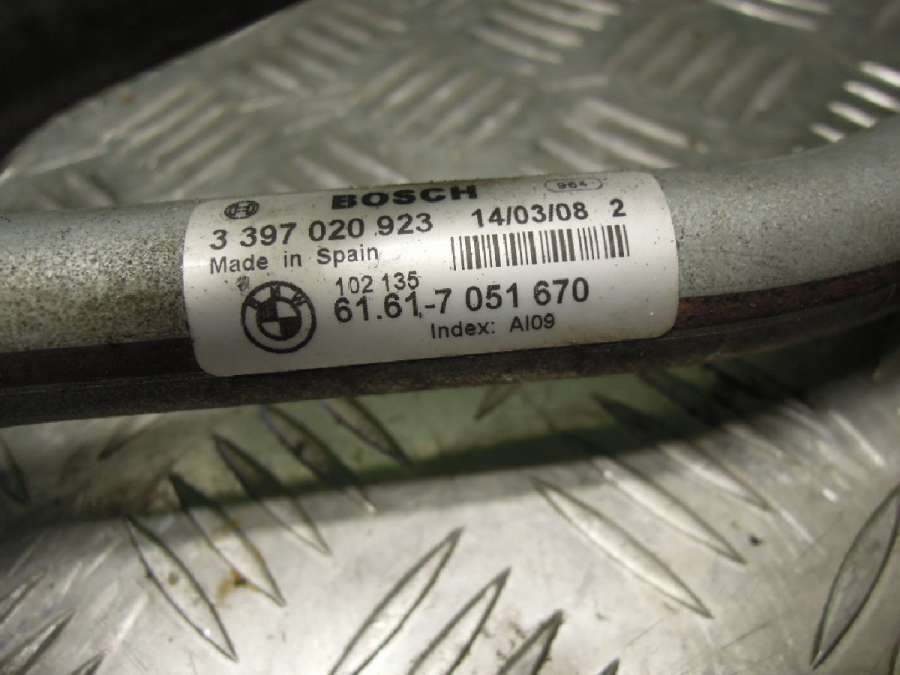 BOSCH 964
3 397 020 923 14/03/08 2
Made in Spain
102 135
61.61-7 051 670
Index: AI09